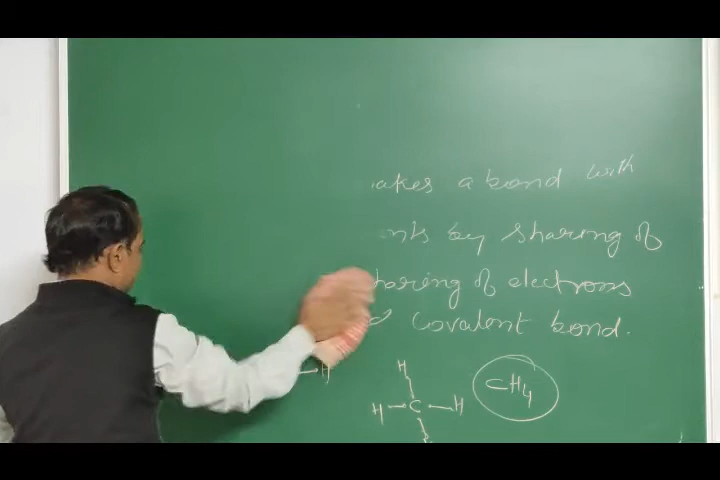 akes a bond with
nts by sharing of
haring of electrons
covalent bond.
H
H
CH4
H - C - H